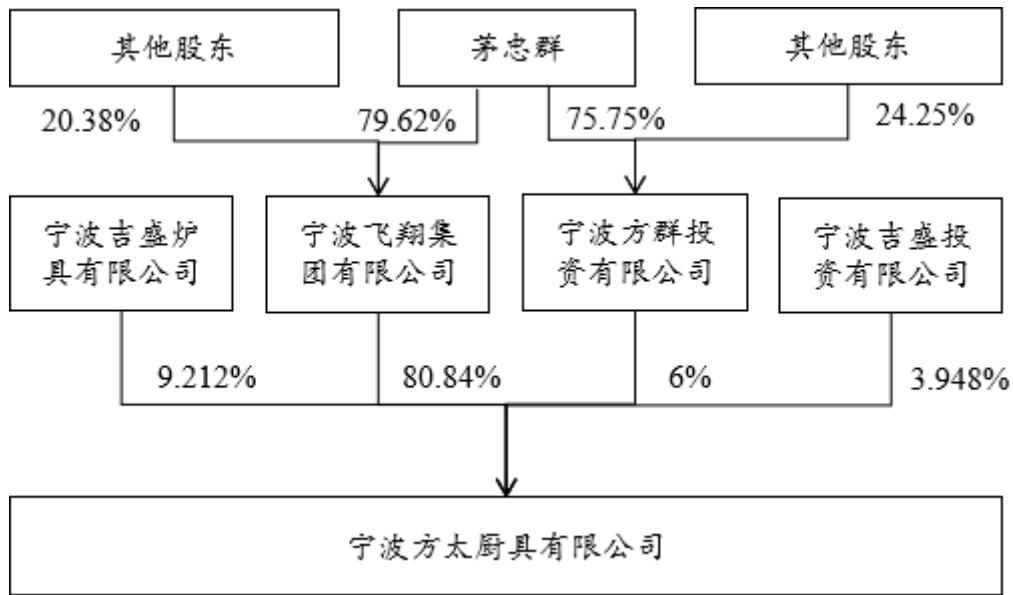 其他股东
茅忠群
其他股东
20.38%
79.62%
75.75%
24.25%
宁波吉盛炉
具有限公司
宁波飞翔集
团有限公司
宁波方群投
资有限公司
宁波吉盛投
资有限公司
9.212%
80.84%
6%
3.948%
宁波方太厨具有限公司